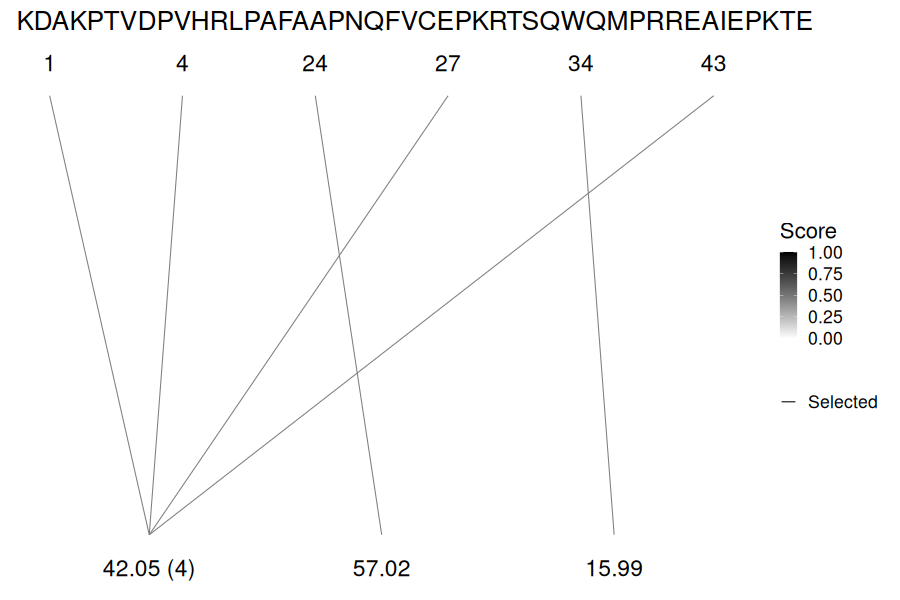 KDAKPTVDPVHRLPAFAAPNQFVCEPKRTSQWQMPRREAIEPKTE
1 4 24 27 34 43
Score
1.00
0.75
0.50
0.25
0.00
Selected
42.05 (4) 57.02 15.99